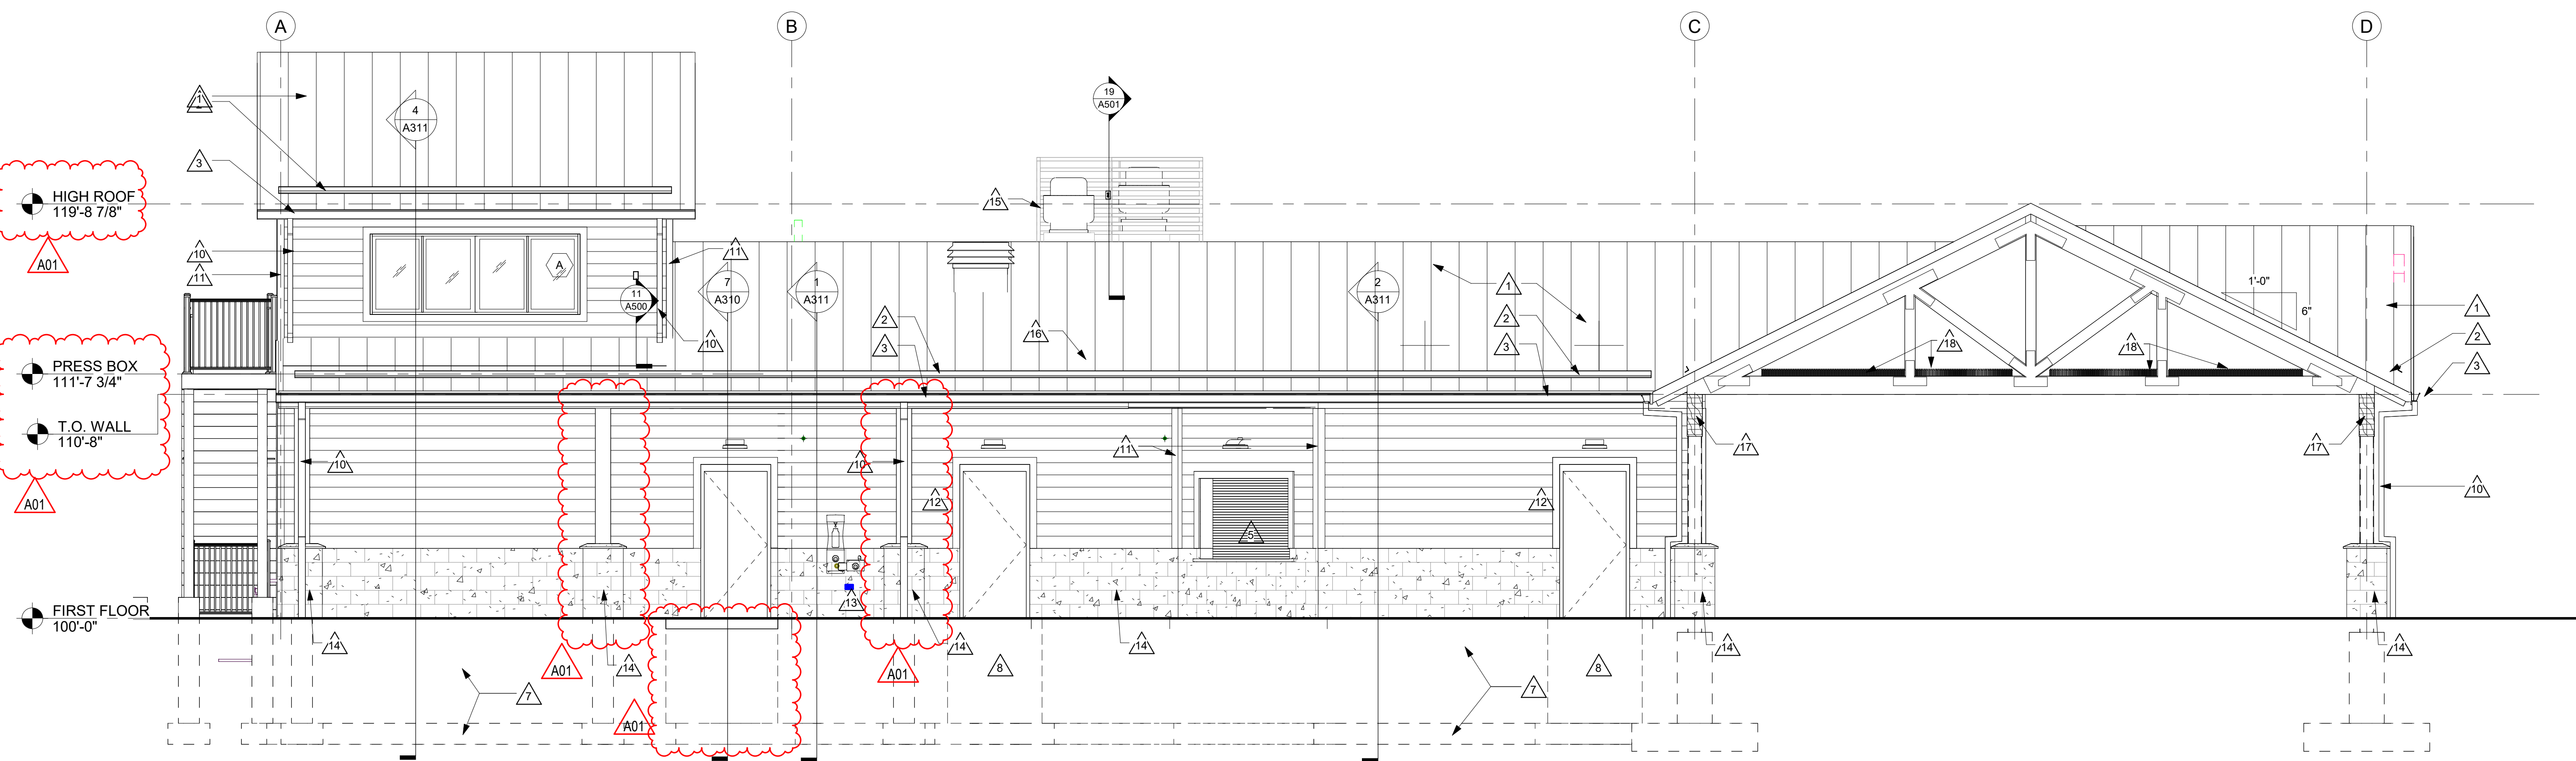 A
B
C
D
1
4
A311
19
A501
3
HIGH ROOF
119'-8 7/8"
A01
15
10
11
A
11
11
A500
7
A310
1
A311
2
A311
1
1'-0"
6"
1
2
2
2
3
3
16
10
18
18
3
PRESS BOX
111'-7 3/4"
T.O. WALL
110'-8"
A01
10
10
11
17
17
12
12
10
5
13
FIRST FLOOR
100'-0"
14
14
14
14
14
14
A01
A01
8
8
7
7
A01